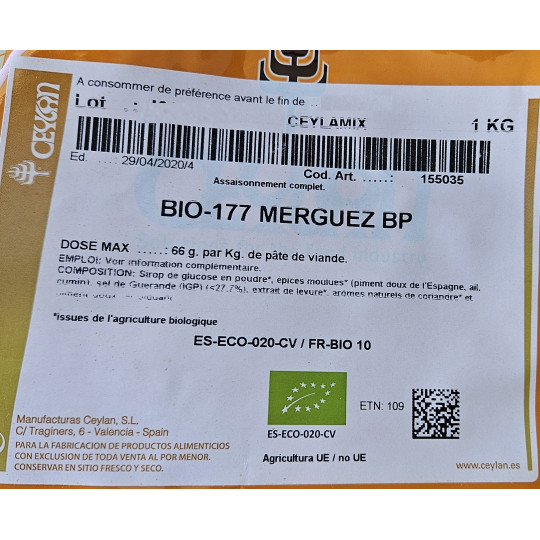 CEYLAN
A consommer de préférence avant le fin de ...
Lot
CEYLAMIX
1 KG
Ed. ....: 29/04/2020/4
Cod. Art. .....: 155035
Assaisonnement complet.
BIO-177 MERGUEZ BP
DOSE MAX .....: 66 g. par Kg. de pâte de viande.
EMPLOI: Voir information complementaire.
COMPOSITION: Sirop de glucose en poudre*, épices moulues* (piment doux de l'Espagne, ail,
cumin), sel de Guerande (IGP) (<27,7%), extrait de levure*, arômes naturels de coriandre* et
piment doux
*issues de l'agriculture biologique
ES-ECO-020-CV / FR-BIO 10
ETN: 109
ES-ECO-020-CV
Agricultura UE / no UE
Manufacturas Ceylan, S.L.
C/ Traginers, 6 - Valencia - Spain
PARA LA FABRICACION DE PRODUCTOS ALIMENTICIOS
CON EXCLUSION DE TODA VENTA AL POR MENOR.
CONSERVAR EN SITIO FRESCO Y SECO.
www.ceylan.es